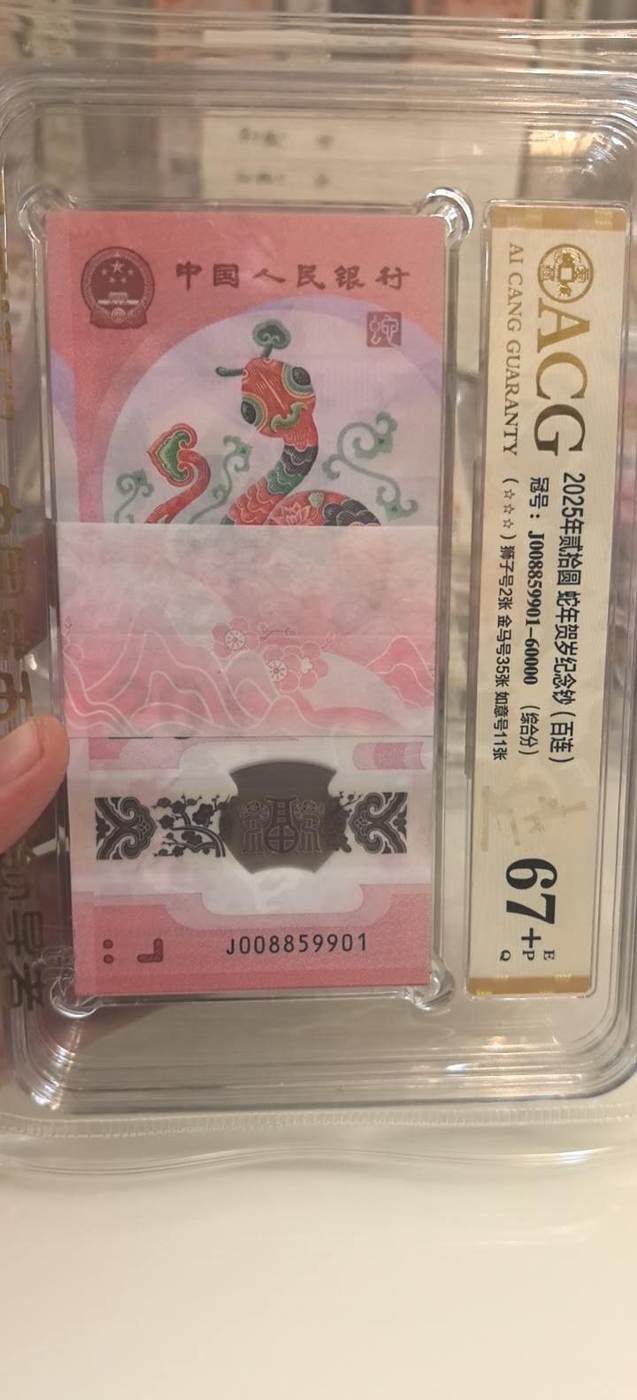 中国人民银行
蛇
J008859901
ACG
AI CANG GUARANTY
2025年贰拾圆 蛇年贺岁纪念钞（百连）
冠号：J008859901-60000 （综合分）
（☆☆☆）狮子号2张 金马号35张 如意号11张
67+
E
P
Q